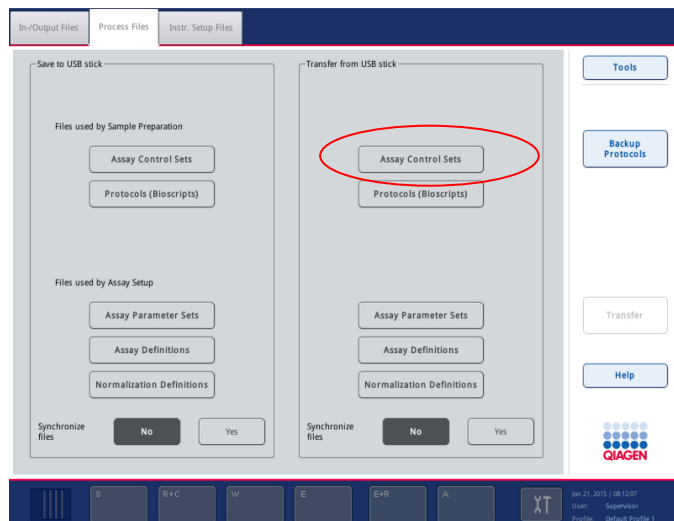 In-/Output Files
Process Files
Instr. Setup Files
Save to USB stick
Files used by Sample Preparation
Assay Control Sets
Protocols (Bioscripts)
Files used by Assay Setup
Assay Parameter Sets
Assay Definitions
Normalization Definitions
Synchronize
files
No
Yes
Transfer from USB stick
Assay Control Sets
Protocols (Bioscripts)
Assay Parameter Sets
Assay Definitions
Normalization Definitions
Synchronize
files
No
Yes
Tools
Backup
Protocols
Transfer
Help
QIAGEN
S
R+C
W
E
E+R
A
Jan 21, 2015 | 08:12:07
User: Supervisor
Profile: Default Profile 1